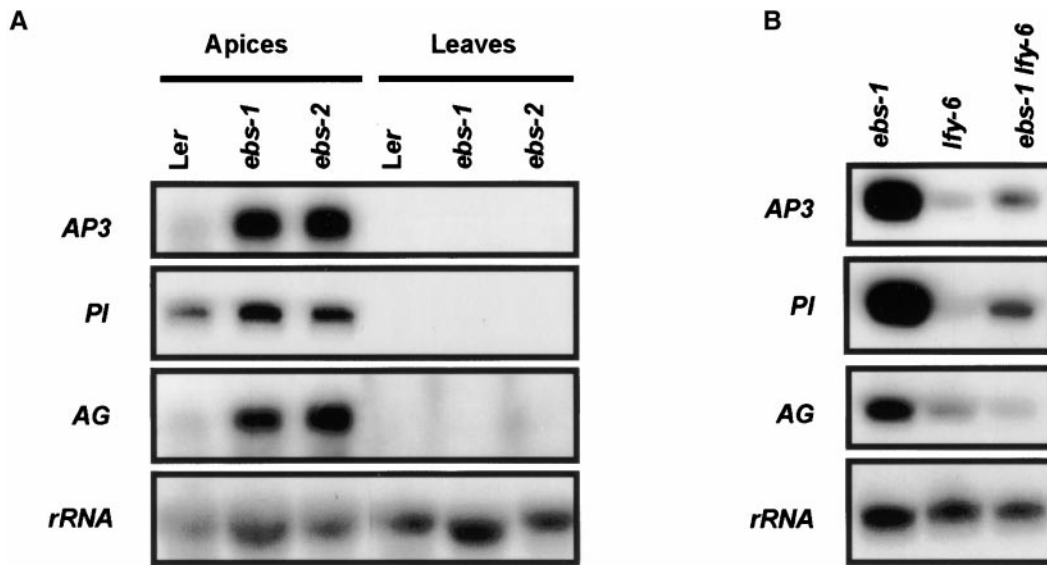 A
Apices Leaves
Ler ebs-1 ebs-2 Ler ebs-1 ebs-2
AP3
PI
AG
rRNA
B
ebs-1 lfy-6 ebs-1 lfy-6
AP3
PI
AG
rRNA